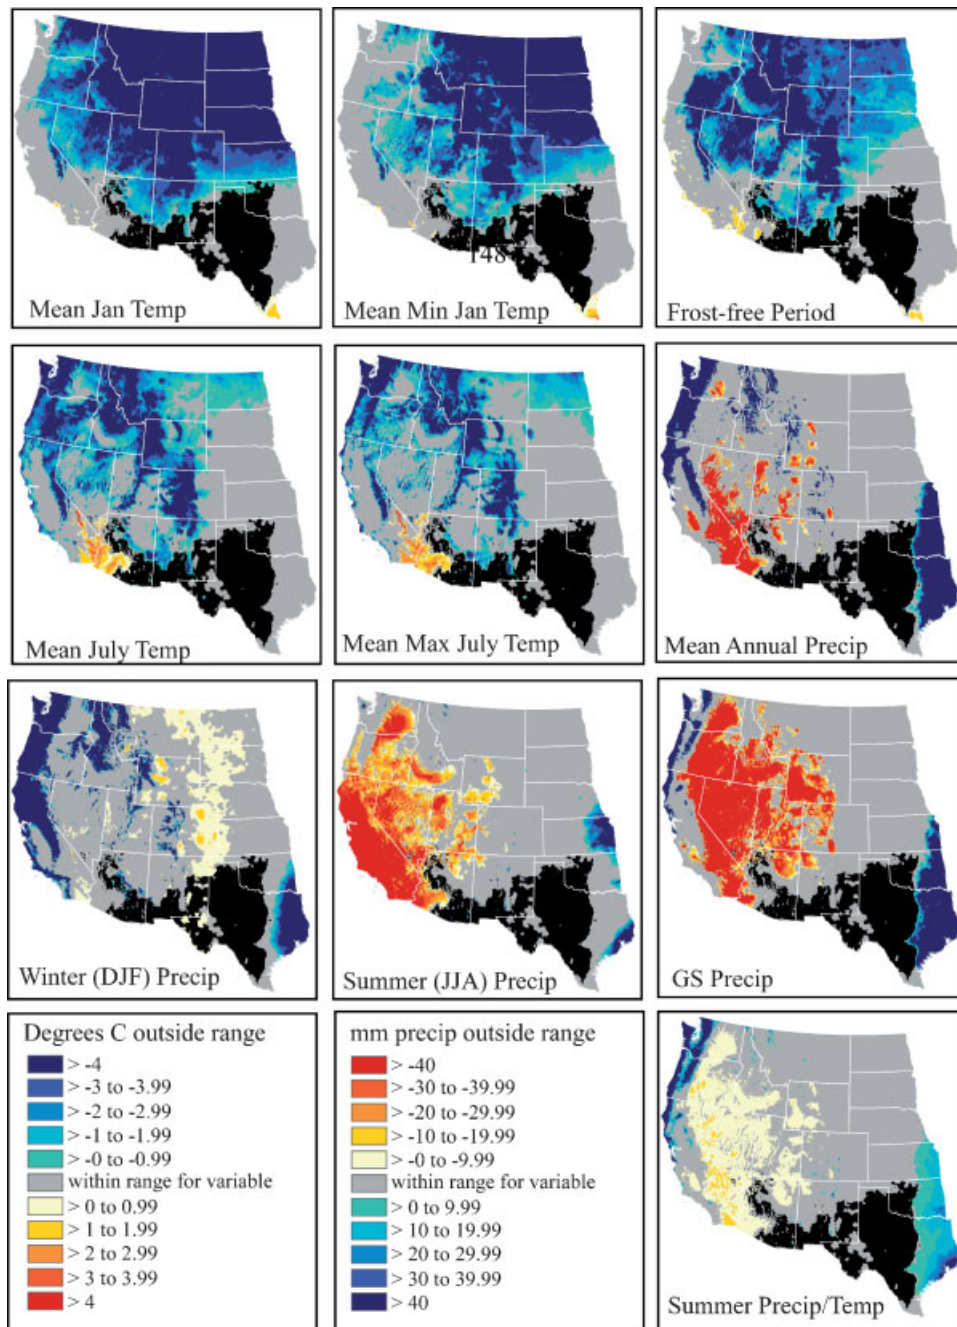 148
Mean Jan Temp
Mean Min Jan Temp
Frost-free Period
Mean July Temp
Mean Max July Temp
Mean Annual Precip
Winter (DJF) Precip
Summer (JJA) Precip
GS Precip
Degrees C outside range
> -4
> -3 to -3.99
> -2 to -2.99
> -1 to -1.99
> -0 to -0.99
within range for variable
> 0 to 0.99
> 1 to 1.99
> 2 to 2.99
> 3 to 3.99
> 4
mm precip outside range
> -40
> -30 to -39.99
> -20 to -29.99
> -10 to -19.99
> -0 to -9.99
within range for variable
> 0 to 9.99
> 10 to 19.99
> 20 to 29.99
> 30 to 39.99
> 40
Summer Precip/Temp